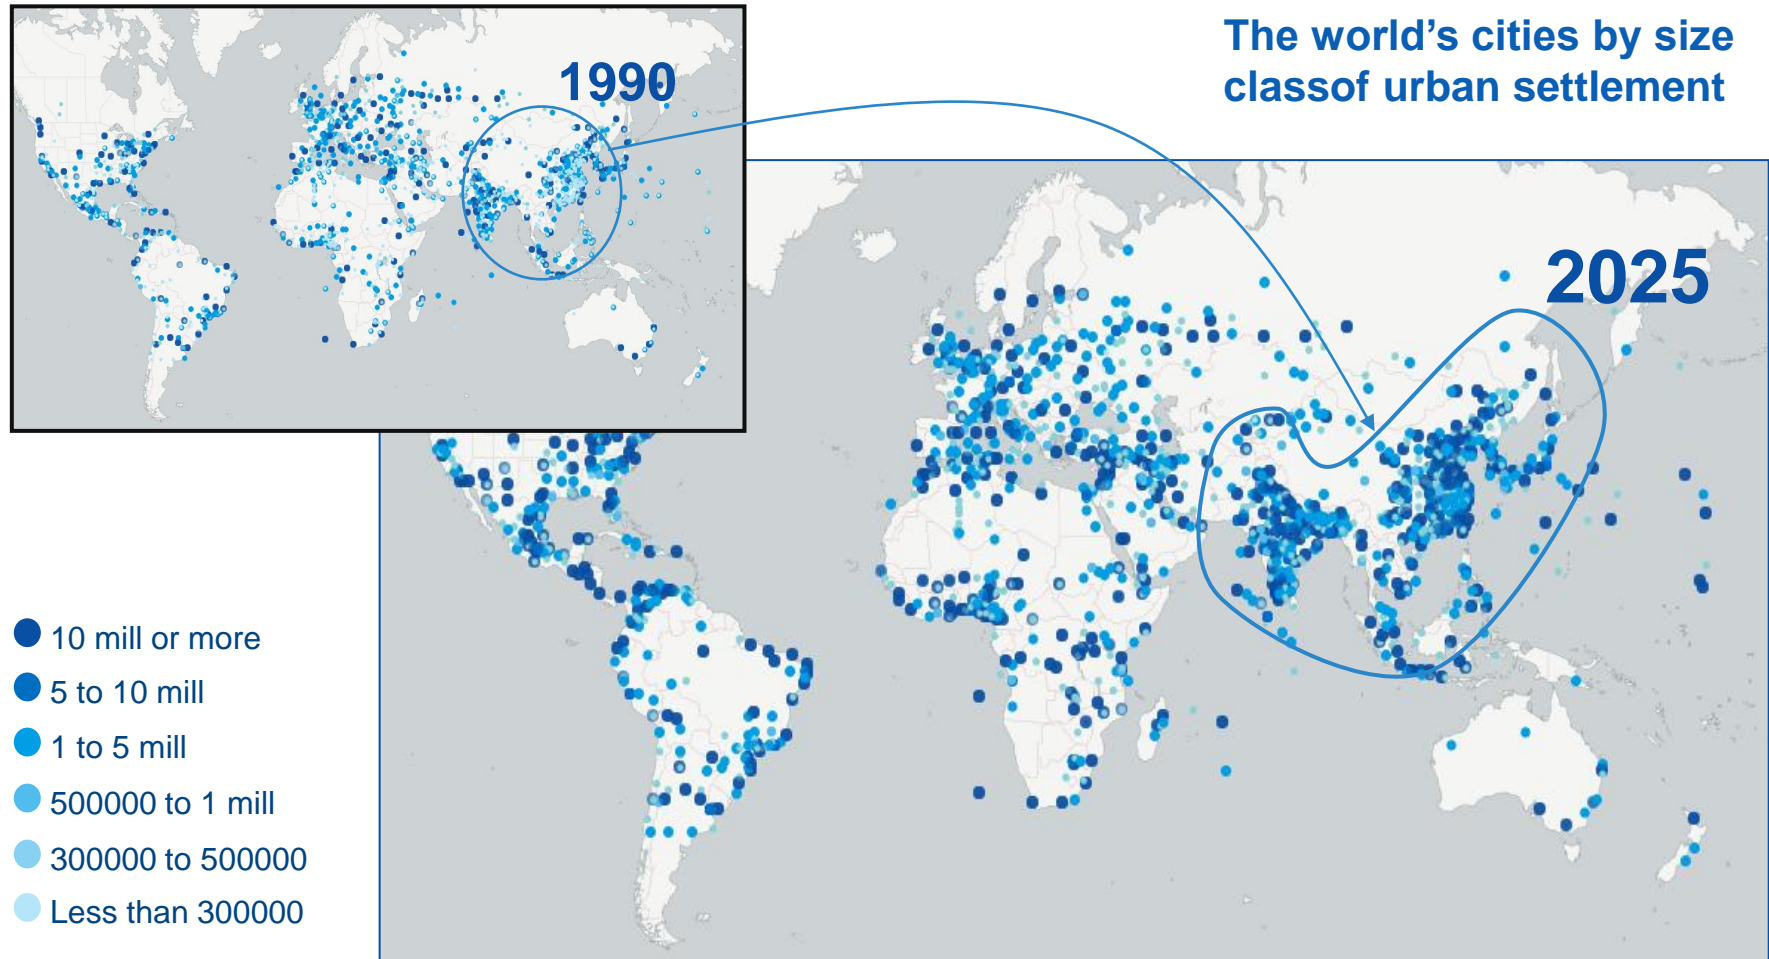 The world's cities by size
classof urban settlement
1990
2025
10 mill or more
5 to 10 mill
1 to 5 mill
500000 to 1 mill
300000 to 500000
Less than 300000